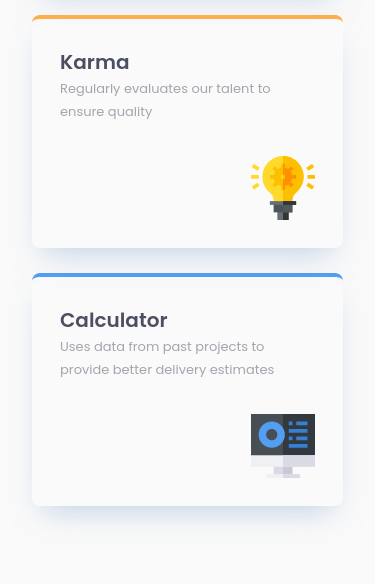 Karma
Regularly evaluates our talent to
ensure quality
Calculator
Uses data from past projects to
provide better delivery estimates